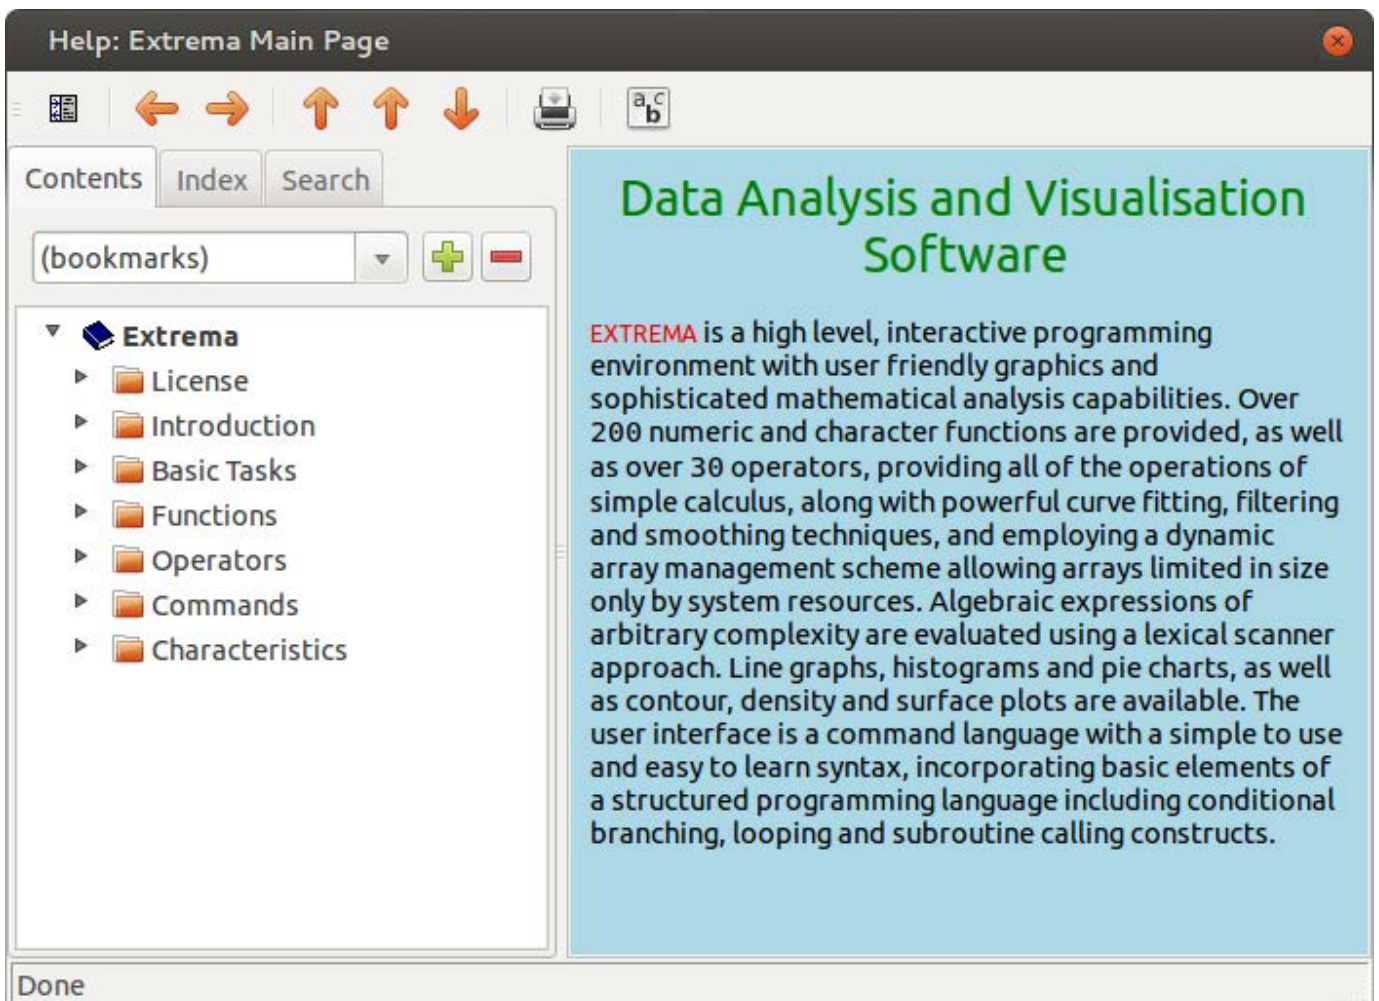 Help: Extrema Main Page
a b c
Contents Index Search
(bookmarks)
Extrema
License
Introduction
Basic Tasks
Functions
Operators
Commands
Characteristics
Data Analysis and Visualisation
Software
EXTREMA is a high level, interactive programming
environment with user friendly graphics and
sophisticated mathematical analysis capabilities. Over
200 numeric and character functions are provided, as well
as over 30 operators, providing all of the operations of
simple calculus, along with powerful curve fitting, filtering
and smoothing techniques, and employing a dynamic
array management scheme allowing arrays limited in size
only by system resources. Algebraic expressions of
arbitrary complexity are evaluated using a lexical scanner
approach. Line graphs, histograms and pie charts, as well
as contour, density and surface plots are available. The
user interface is a command language with a simple to use
and easy to learn syntax, incorporating basic elements of
a structured programming language including conditional
branching, looping and subroutine calling constructs.
Done